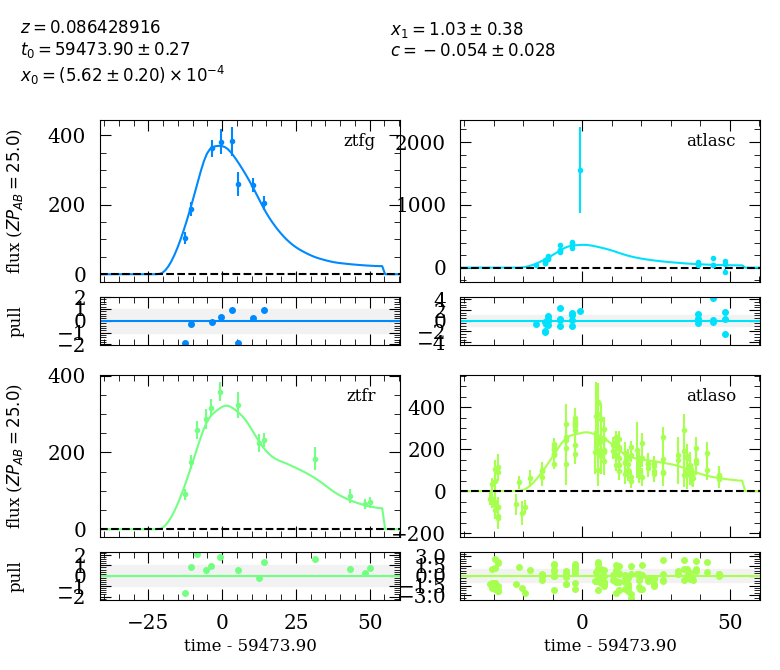 z = 0.086428916
t₀ = 59473.90 ± 0.27
x₀ = (5.62 ± 0.20) × 10⁻⁴
x₁ = 1.03 ± 0.38
c = −0.054 ± 0.028
flux (ZP_AB = 25.0)
400
200
0
ztfg
2000
1000
0
atlasc
pull
2
1
0
−1
−2
4
2
0
−2
−4
flux (ZP_AB = 25.0)
400
200
0
ztfr
400
200
0
−200
atlaso
pull
2
1
0
−1
−2
3.0
1.5
0.0
−1.5
−3.0
−25
0
25
50
0
50
time - 59473.90
time - 59473.90